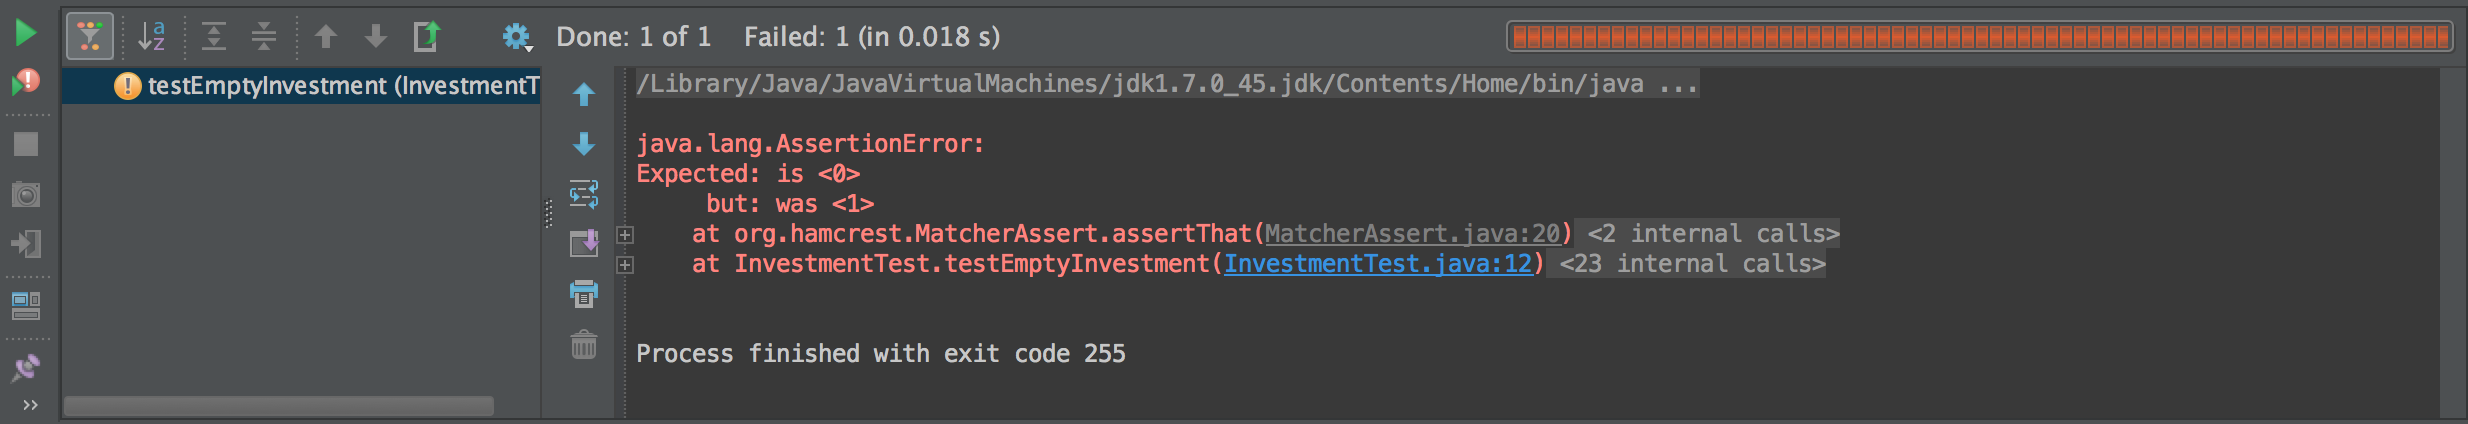 Done: 1 of 1 Failed: 1 (in 0.018 s)
testEmptyInvestment (InvestmentT
/Library/Java/JavaVirtualMachines/jdk1.7.0_45.jdk/Contents/Home/bin/java ...
java.lang.AssertionError:
Expected: is <0>
but: was <1>
at org.hamcrest.MatcherAssert.assertThat(MatcherAssert.java:20) <2 internal calls>
at InvestmentTest.testEmptyInvestment(InvestmentTest.java:12) <23 internal calls>
Process finished with exit code 255